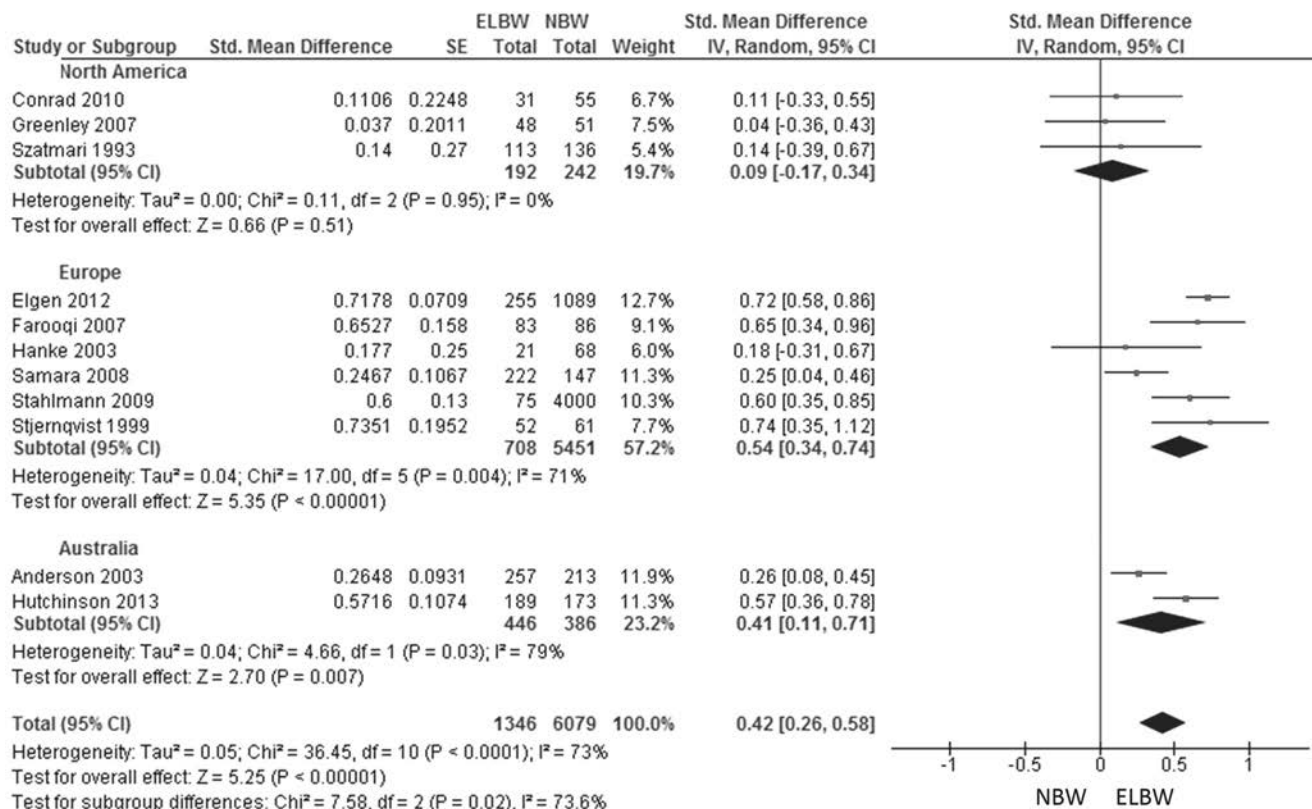 ELBW NBW Std. Mean Difference Std. Mean Difference
Study or Subgroup Std. Mean Difference SE Total Total Weight IV, Random, 95% CI IV, Random, 95% CI
North America
Conrad 2010 0.1106 0.2248 31 55 6.7% 0.11 [-0.33, 0.55]
Greenley 2007 0.037 0.2011 48 51 7.5% 0.04 [-0.36, 0.43]
Szatmari 1993 0.14 0.27 113 136 5.4% 0.14 [-0.39, 0.67]
Subtotal (95% CI) 192 242 19.7% 0.09 [-0.17, 0.34]
Heterogeneity: Tau² = 0.00; Chi² = 0.11, df = 2 (P = 0.95); I² = 0%
Test for overall effect: Z = 0.66 (P = 0.51)
Europe
Elgen 2012 0.7178 0.0709 255 1089 12.7% 0.72 [0.58, 0.86]
Farooqi 2007 0.6527 0.158 83 86 9.1% 0.65 [0.34, 0.96]
Hanke 2003 0.177 0.25 21 68 6.0% 0.18 [-0.31, 0.67]
Samara 2008 0.2467 0.1067 222 147 11.3% 0.25 [0.04, 0.46]
Stahlmann 2009 0.6 0.13 75 4000 10.3% 0.60 [0.35, 0.85]
Stjernqvist 1999 0.7351 0.1952 52 61 7.7% 0.74 [0.35, 1.12]
Subtotal (95% CI) 708 5451 57.2% 0.54 [0.34, 0.74]
Heterogeneity: Tau² = 0.04; Chi² = 17.00, df = 5 (P = 0.004); I² = 71%
Test for overall effect: Z = 5.35 (P < 0.00001)
Australia
Anderson 2003 0.2648 0.0931 257 213 11.9% 0.26 [0.08, 0.45]
Hutchinson 2013 0.5716 0.1074 189 173 11.3% 0.57 [0.36, 0.78]
Subtotal (95% CI) 446 386 23.2% 0.41 [0.11, 0.71]
Heterogeneity: Tau² = 0.04; Chi² = 4.66, df = 1 (P = 0.03); I² = 79%
Test for overall effect: Z = 2.70 (P = 0.007)
Total (95% CI) 1346 6079 100.0% 0.42 [0.26, 0.58]
Heterogeneity: Tau² = 0.05; Chi² = 36.45, df = 10 (P < 0.0001); I² = 73%
Test for overall effect: Z = 5.25 (P < 0.00001)
Test for subgroup differences: Chi² = 7.58, df = 2 (P = 0.02), I² = 73.6%
-1 -0.5 0 0.5 1
NBW ELBW